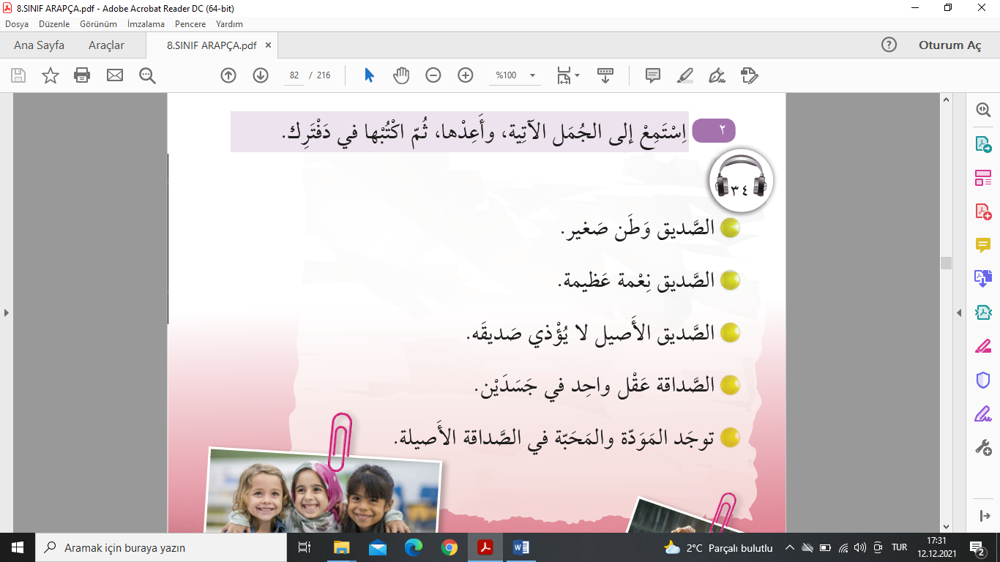 8.SINIF ARAPÇA.pdf - Adobe Acrobat Reader DC (64-bit)
Dosya Düzenle Görünüm İmzalama Pencere Yardım
Ana Sayfa Araçlar 8.SINIF ARAPÇA.pdf × Oturum Aç
82 / 216 %100
٢ اِسْتَمِعْ إلى الجُمَل الآتِية، وأَعِدْها، ثُمّ اكْتُبْها في دَفْتَرِك.
٣٤
الصَّديق وَطَن صَغير.
الصَّديق نِعْمة عَظيمة.
الصَّديق الأَصيل لا يُؤْذي صَديقَه.
الصَّداقة عَقْل واحِد في جَسَدَيْن.
توجَد المَوَدّة والمَحَبّة في الصَّداقة الأَصيلة.
Aramak için buraya yazın 2°C Parçalı bulutlu TUR 17:31
12.12.2021 2